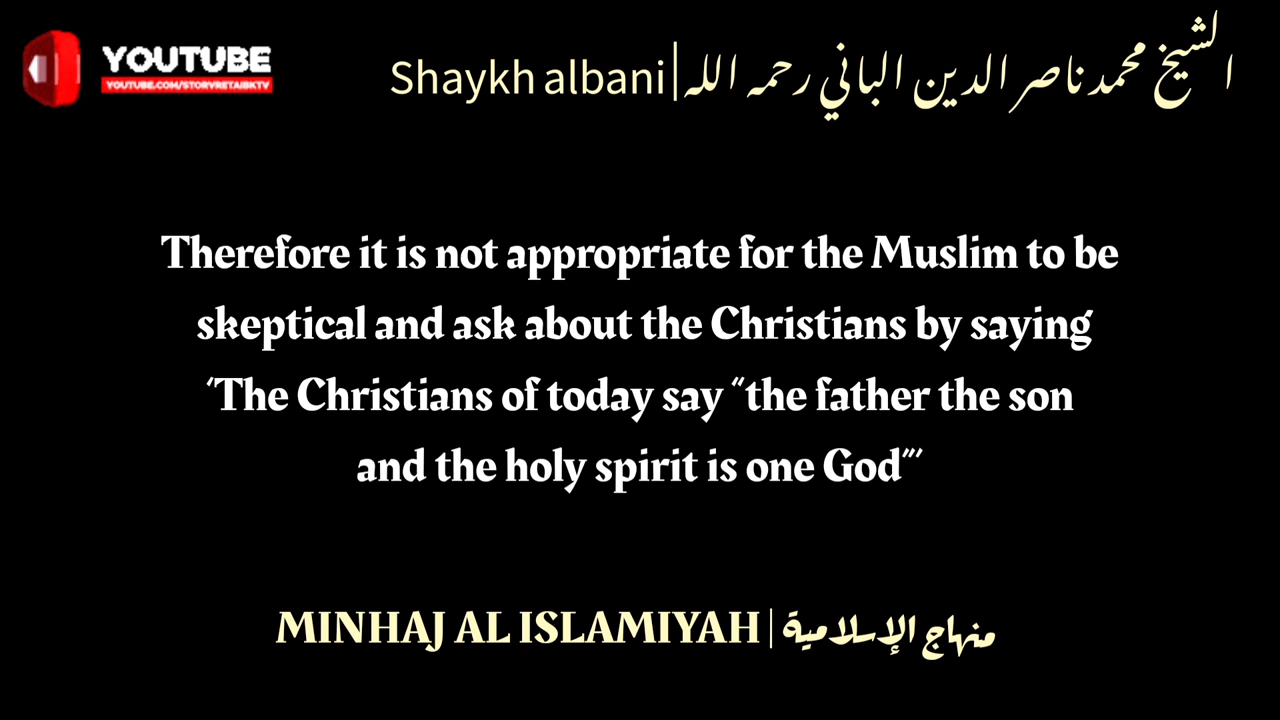 YOUTUBE
YOUTUBE.COM/STORVRETAIBKTV
Shaykh albani|الشيخ محمد ناصر الدين الباني رحمه الله
Therefore it is not appropriate for the Muslim to be
skeptical and ask about the Christians by saying
‘The Christians of today say “the father the son
and the holy spirit is one God”’
MINHAJ AL ISLAMIYAH | منهاج الإسلامية